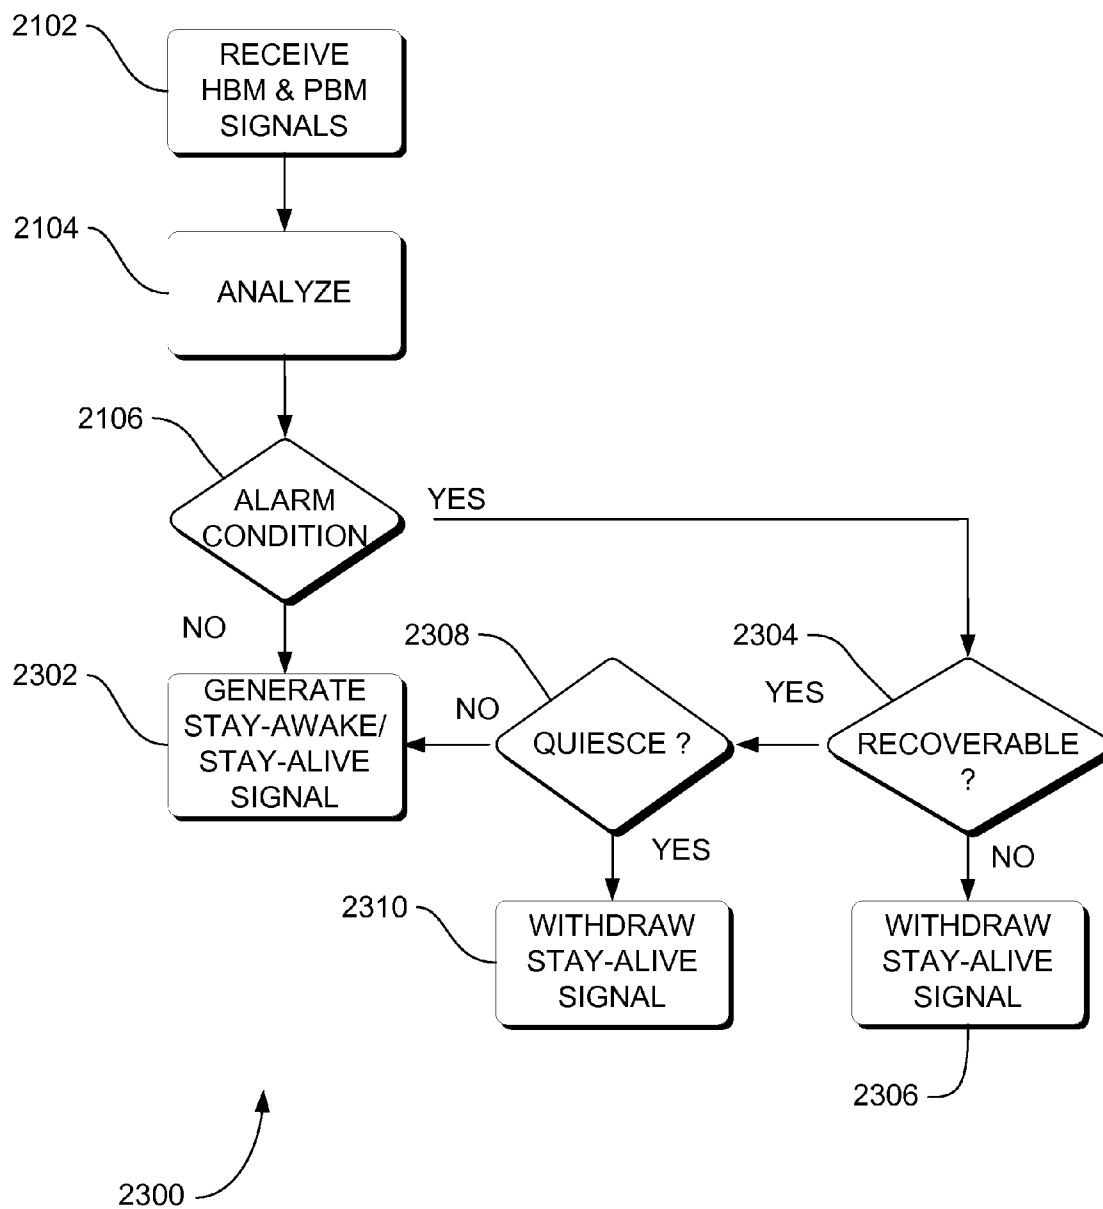 2102
RECEIVE
HBM & PBM
SIGNALS
2104
ANALYZE
2106
ALARM
CONDITION
YES
NO
2308
2304
2302
GENERATE
STAY-AWAKE/
STAY-ALIVE
SIGNAL
NO
QUIESCE ?
YES
RECOVERABLE
?
YES
NO
2310
WITHDRAW
STAY-ALIVE
SIGNAL
WITHDRAW
STAY-ALIVE
SIGNAL
2306
2300